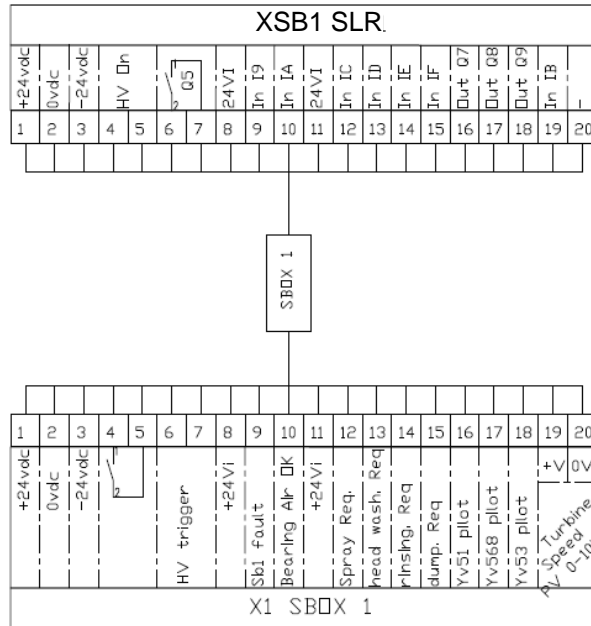 XSB1 SLR.
+24vdc
0vdc
-24vdc
HV On
Q5
24VI
In I9
In IA
24VI
In IC
In ID
In IE
In IF
Out Q7
Out Q8
Out Q9
In IB
-
1 2 3 4 5 6 7 8 9 10 11 12 13 14 15 16 17 18 19 20
SBOX 1
1 2 3 4 5 6 7 8 9 10 11 12 13 14 15 16 17 18 19 20
+24vdc
0vdc
-24vdc
HV trigger
+24Vi
Sb1 fault
Bearing Air OK
+24Vi
Spray Req.
head wash. Req
rinsing. Req
dump. Req
Yv51 pilot
Yv568 pilot
Yv53 pilot
+V 0V
Turbine
Speed
PV 0-10
X1 SBOX 1